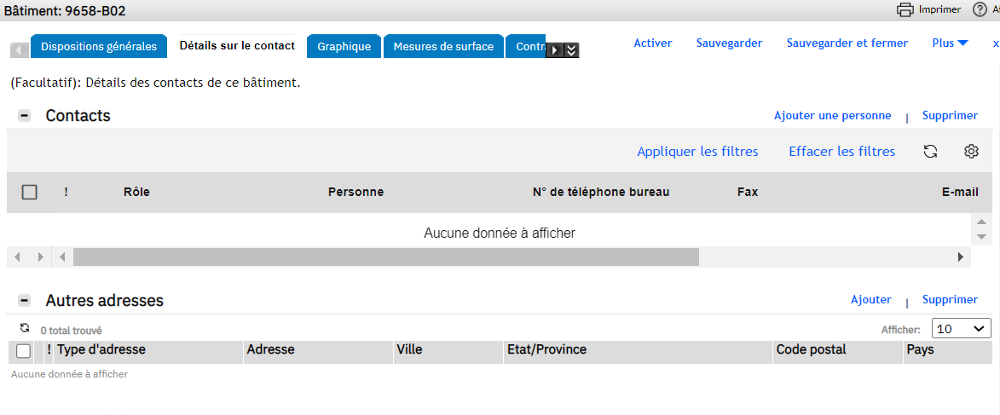 Bâtiment: 9658-B02
Imprimer
Dispositions générales
Détails sur le contact
Graphique
Mesures de surface
Activer
Sauvegarder
Sauvegarder et fermer
Plus
x
(Facultatif): Détails des contacts de ce bâtiment.
Contacts
Ajouter une personne | Supprimer
Appliquer les filtres
Effacer les filtres
! Rôle Personne N° de téléphone bureau Fax E-mail
Aucune donnée à afficher
Autres adresses
Ajouter | Supprimer
0 total trouvé
Afficher: 10
! Type d'adresse Adresse Ville Etat/Province Code postal Pays
Aucune donnée à afficher